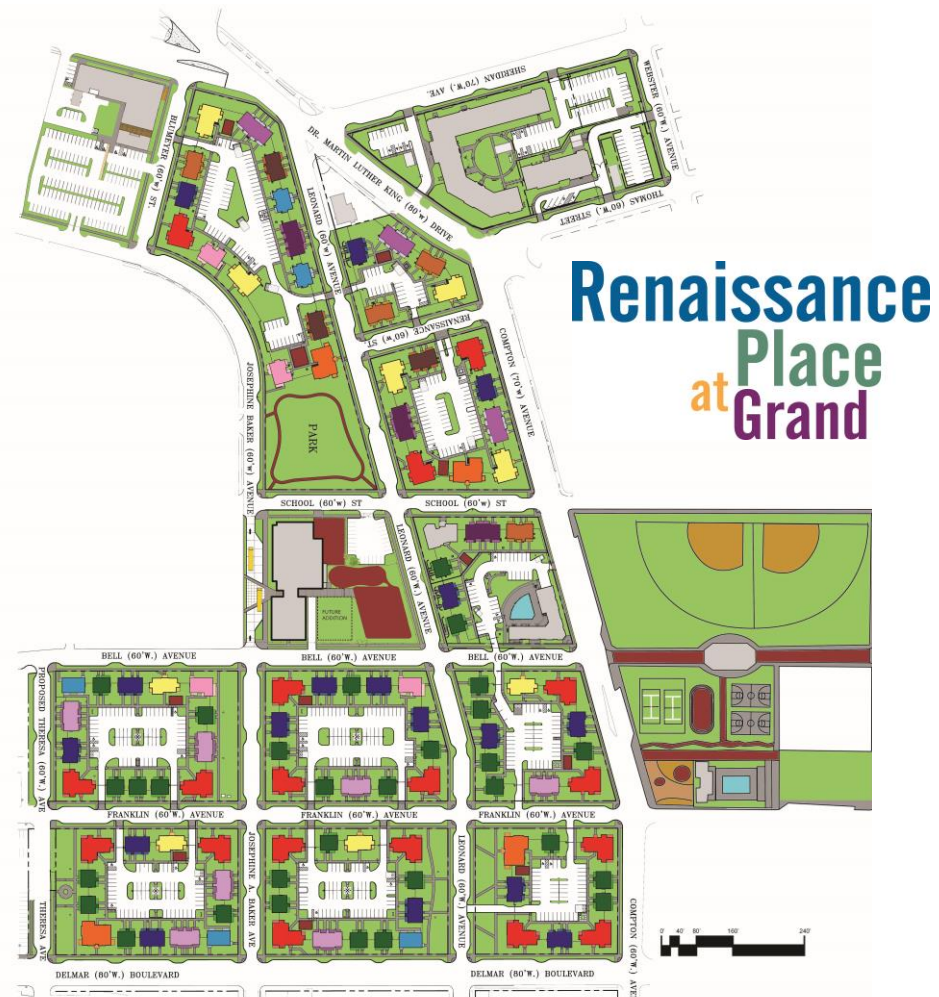 SHERIDAN (70'W.) AVE.
WEBSTER (60'W.) AVENUE
BLUMEYER (60'W) ST.
DR. MARTIN LUTHER KING (80'W) DRIVE
THOMAS (60'W.) STREET
LEONARD (60'W) AVENUE
Renaissance
Place
at Grand
RENAISSANCE (60'W) ST
COMPTON (70'W) AVENUE
JOSEPHINE BAKER (60'W) AVENUE
PARK
SCHOOL (60'W) ST
SCHOOL (60'W) ST
LEONARD (60'W.) AVENUE
FUTURE
ADDITION
BELL (60'W.) AVENUE
BELL (60'W.) AVENUE
BELL (60'W.) AVENUE
PROPOSED THERESA (60'W.) AVE
FRANKLIN (60'W.) AVENUE
FRANKLIN (60'W.) AVENUE
FRANKLIN (60'W.) AVENUE
THERESA AVE
JOSEPHINE A. BAKER AVE
LEONARD (60'W.) AVENUE
COMPTON (60'W.) AVE
0' 40' 80' 160' 240'
DELMAR (80'W.) BOULEVARD
DELMAR (80'W.) BOULEVARD